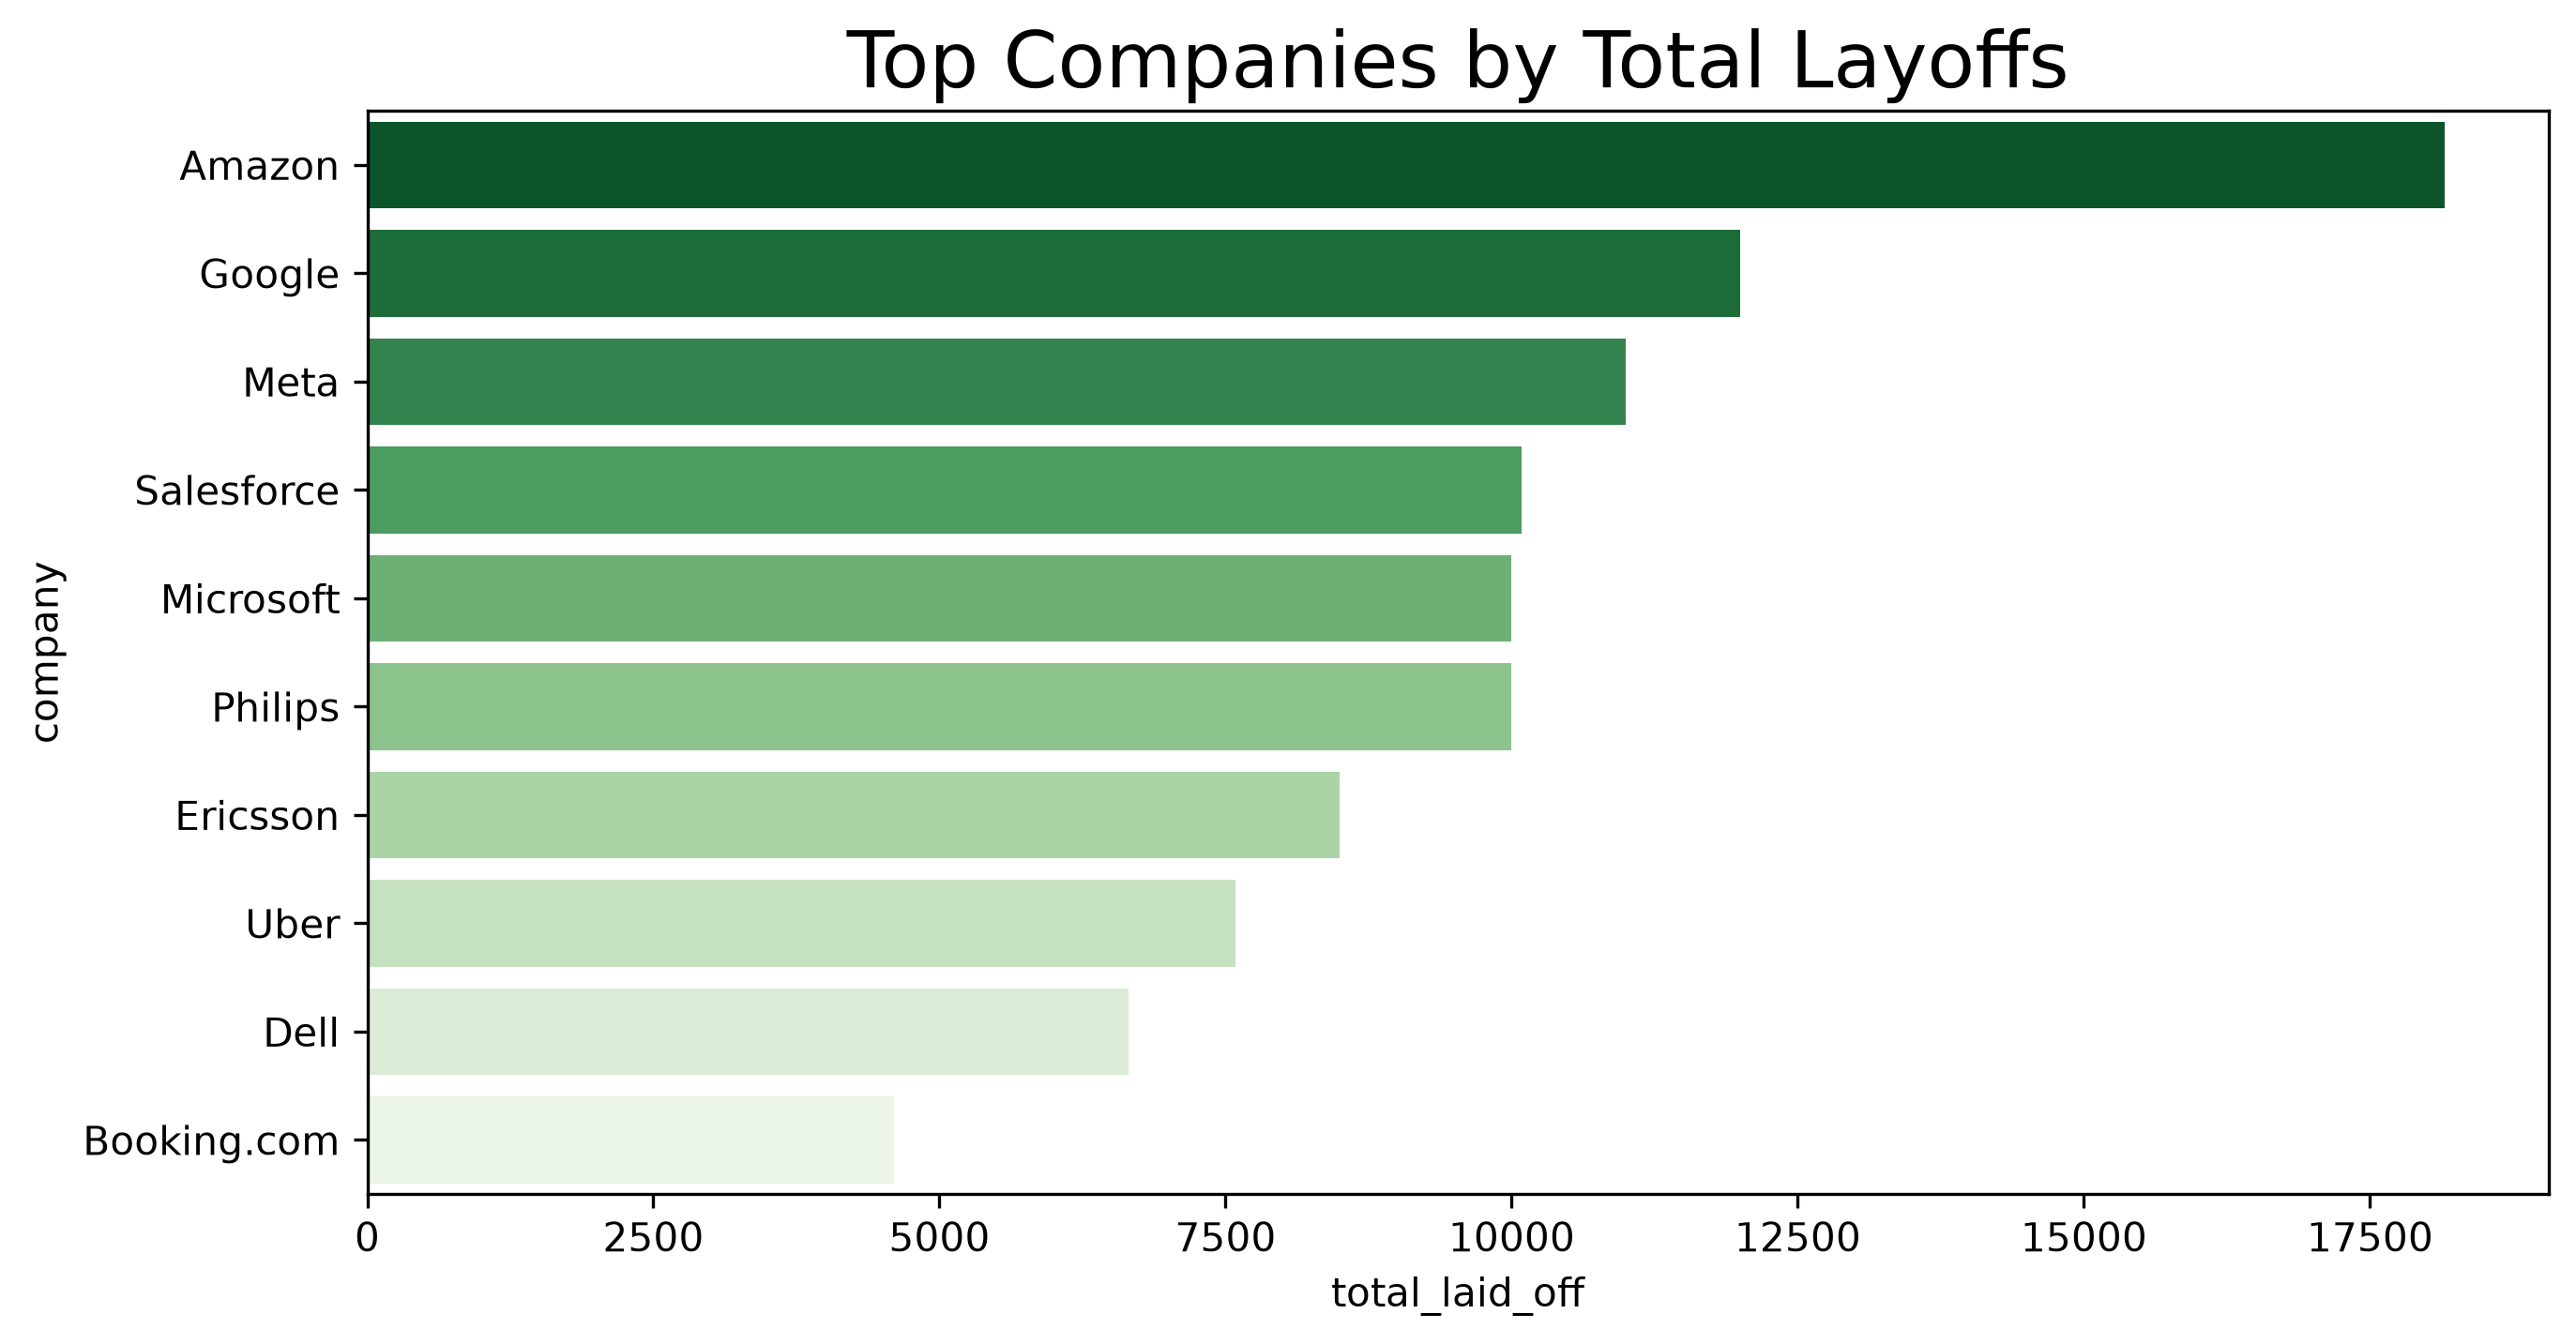 Top Companies by Total Layoffs
Amazon
Google
Meta
Salesforce
Microsoft
Philips
Ericsson
Uber
Dell
Booking.com
company
0 2500 5000 7500 10000 12500 15000 17500
total_laid_off